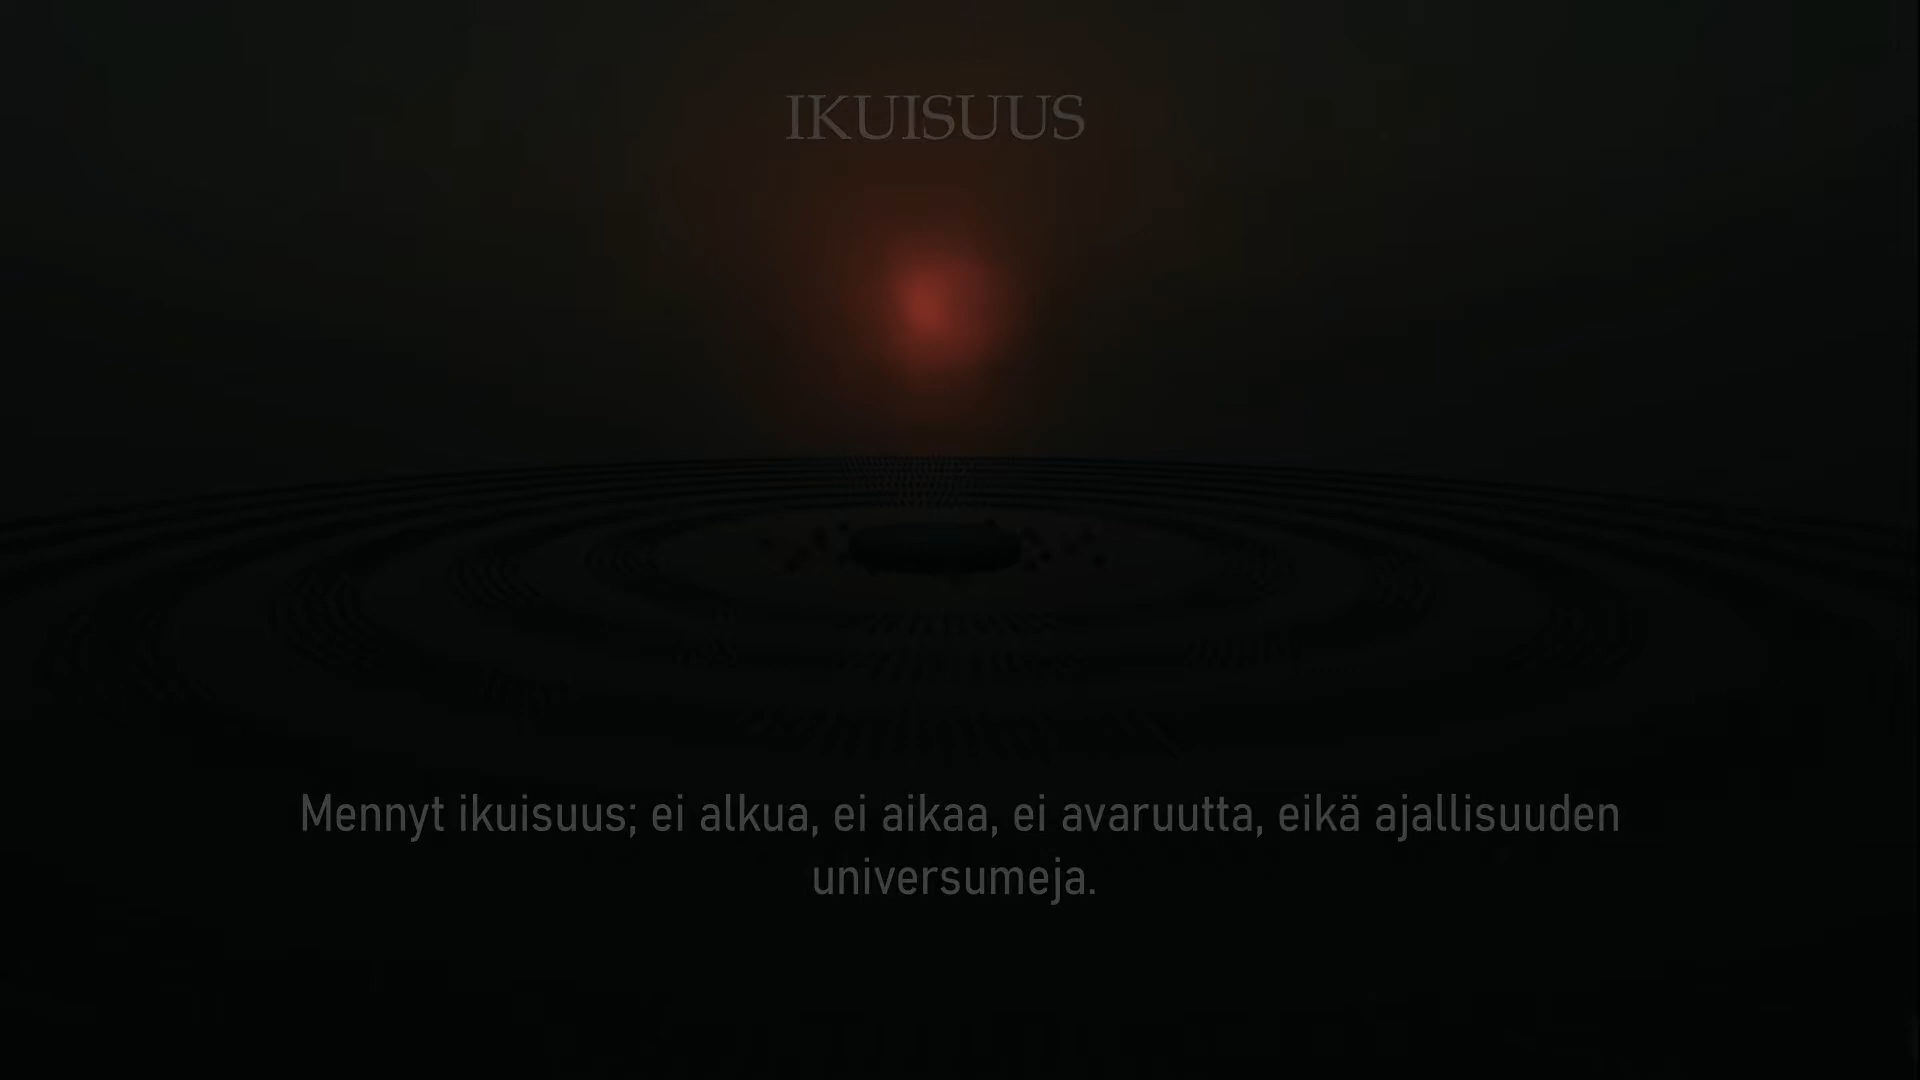 IKUISUUS
Mennyt ikuisuus; ei alkua, ei aikaa, ei avaruutta, eikä ajallisuuden
universumeja.